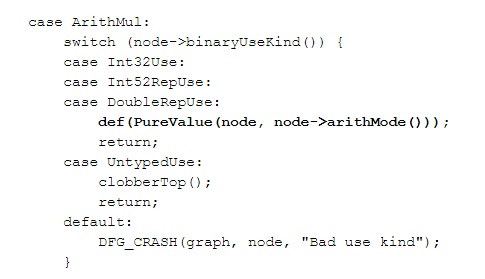 case ArithMul:
    switch (node->binaryUseKind()) {
    case Int32Use:
    case Int52RepUse:
    case DoubleRepUse:
        def(PureValue(node, node->arithMode()));
        return;
    case UntypedUse:
        clobberTop();
        return;
    default:
        DFG_CRASH(graph, node, "Bad use kind");
    }